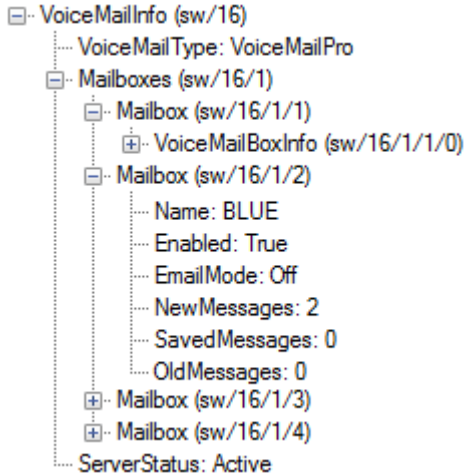 VoiceMailInfo (sw/16)
VoiceMailType: VoiceMailPro
Mailboxes (sw/16/1)
Mailbox (sw/16/1/1)
VoiceMailBoxInfo (sw/16/1/1/0)
Mailbox (sw/16/1/2)
Name: BLUE
Enabled: True
EmailMode: Off
NewMessages: 2
SavedMessages: 0
OldMessages: 0
Mailbox (sw/16/1/3)
Mailbox (sw/16/1/4)
ServerStatus: Active